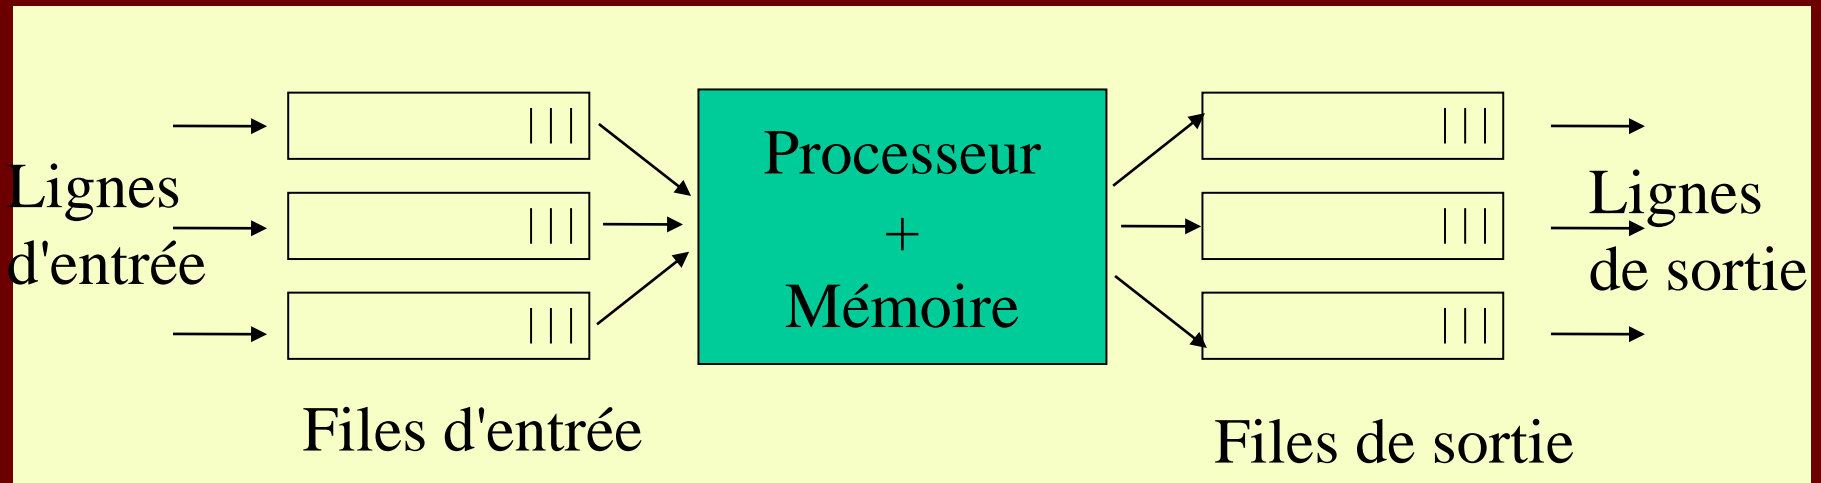 Lignes
d'entrée
Processeur
+
Mémoire
Lignes
de sortie
Files d'entrée
Files de sortie